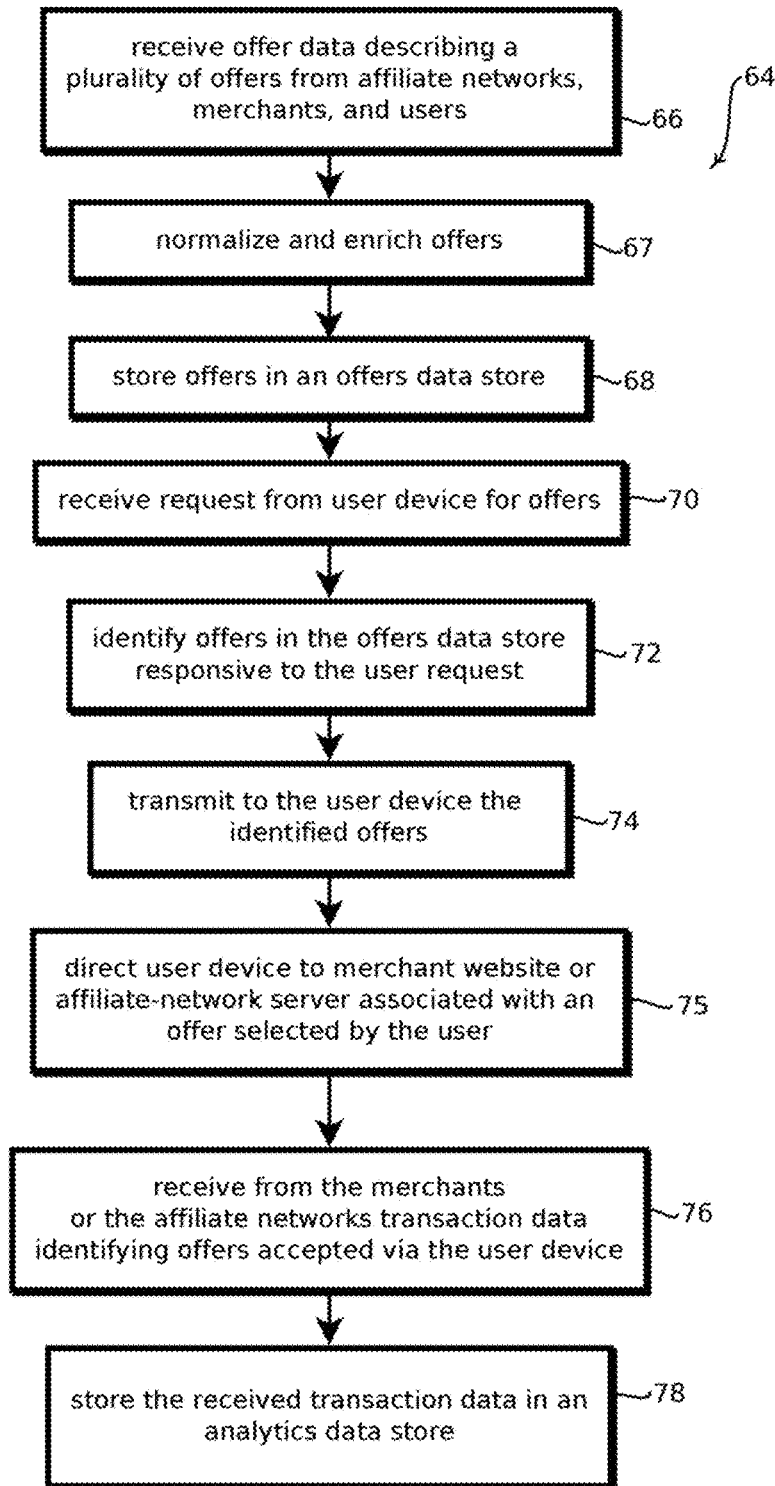 receive offer data describing a
plurality of offers from affiliate networks,
merchants, and users
64
66
normalize and enrich offers
67
store offers in an offers data store
68
receive request from user device for offers
70
identify offers in the offers data store
responsive to the user request
72
transmit to the user device the
identified offers
74
direct user device to merchant website or
affiliate-network server associated with an
offer selected by the user
75
receive from the merchants
or the affiliate networks transaction data
identifying offers accepted via the user device
76
store the received transaction data in an
analytics data store
78